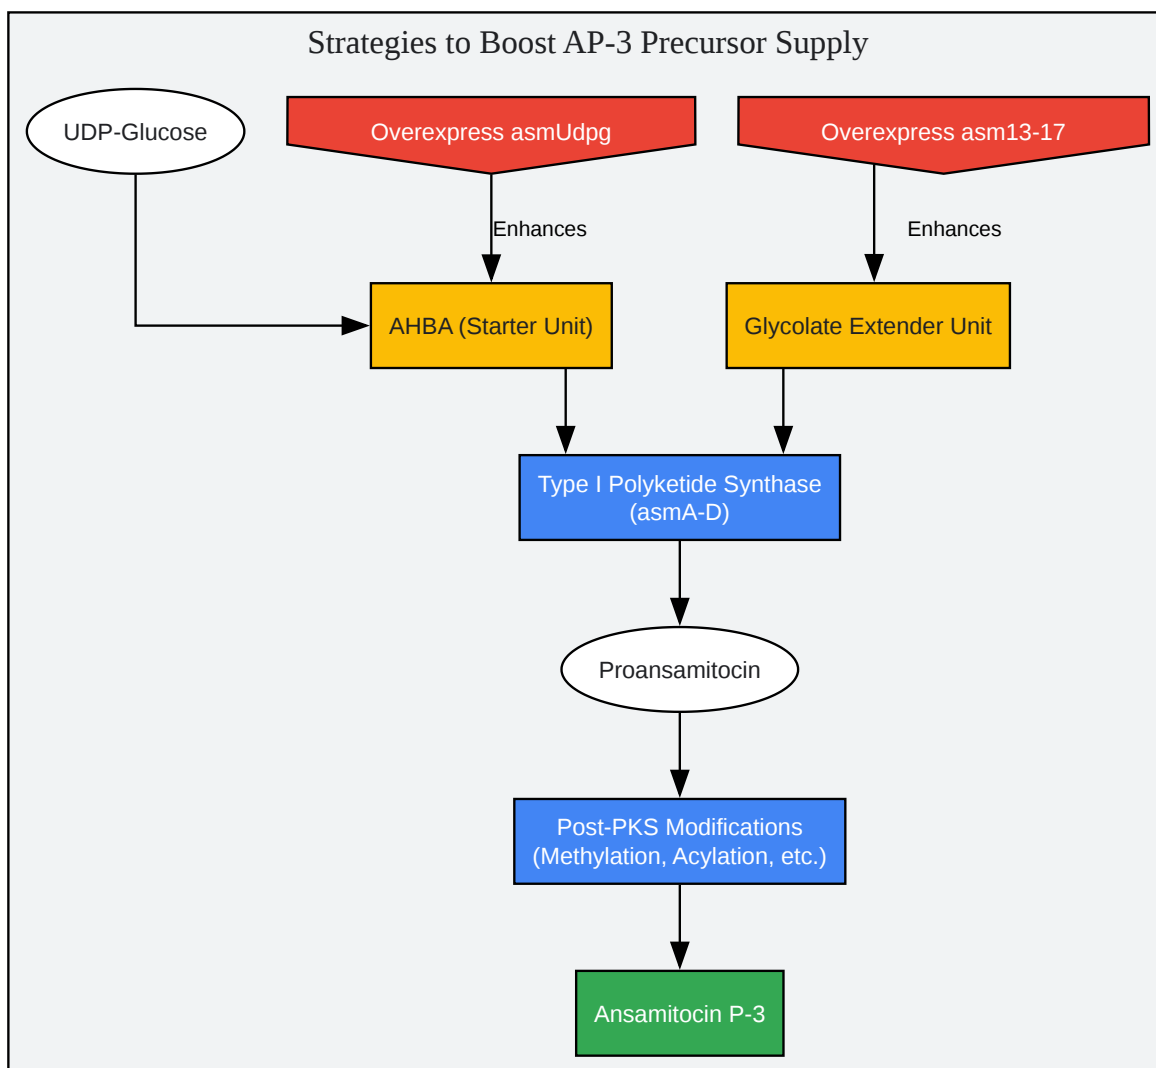 Strategies to Boost AP-3 Precursor Supply
UDP-Glucose
Overexpress asmUdpg
Overexpress asm13-17
Enhances
Enhances
AHBA (Starter Unit)
Glycolate Extender Unit
Type I Polyketide Synthase
(asmA-D)
Proansamitocin
Post-PKS Modifications
(Methylation, Acylation, etc.)
Ansamitocin P-3